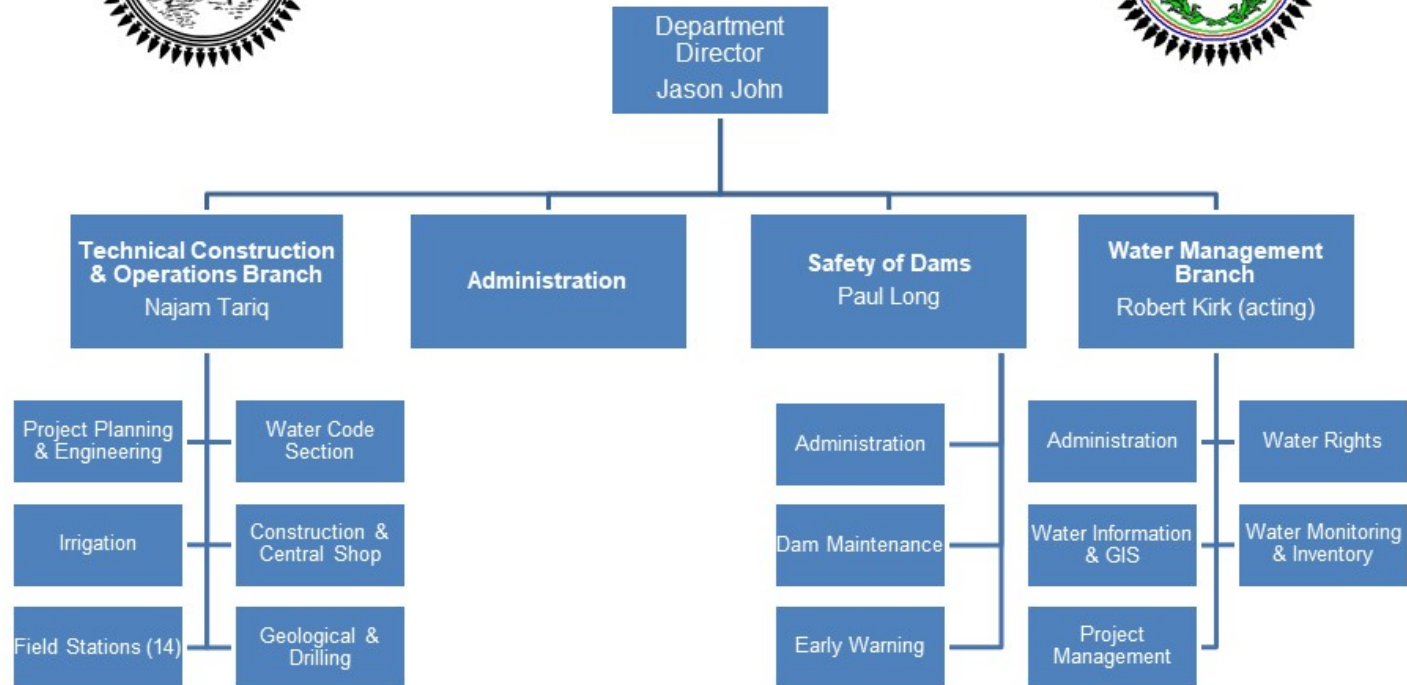 Department
Director
Jason John
Technical Construction
& Operations Branch
Najam Tariq
Administration
Safety of Dams
Paul Long
Water Management
Branch
Robert Kirk (acting)
Project Planning
& Engineering
Water Code
Section
Irrigation
Construction &
Central Shop
Field Stations (14)
Geological &
Drilling
Administration
Dam Maintenance
Early Warning
Administration
Water Rights
Water Information
& GIS
Water Monitoring
& Inventory
Project
Management